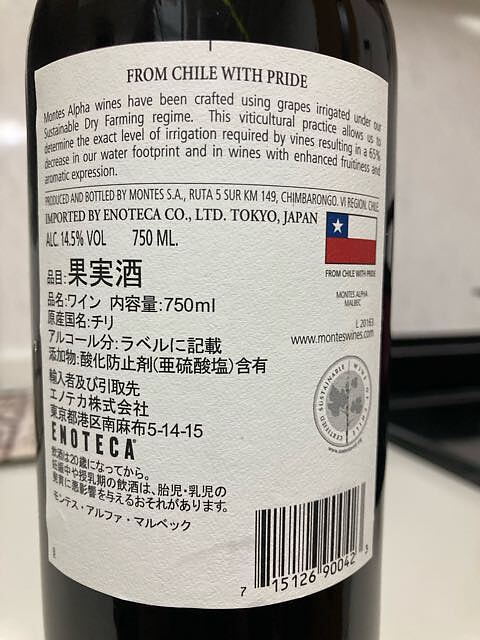 FROM CHILE WITH PRIDE
Montes Alpha wines have been crafted using grapes irrigated under our
Sustainable Dry Farming regime. This viticultural practice allows us to
determine the exact level of irrigation required by vines resulting in a 65%
decrease in our water footprint and in wines with enhanced fruitiness and
aromatic expression.
PRODUCED AND BOTTLED BY MONTES S.A., RUTA 5 SUR KM 149, CHIMBARONGO. VI REGION. CHILE
IMPORTED BY ENOTECA CO., LTD. TOKYO, JAPAN
ALC. 14.5% VOL 750 ML.
FROM CHILE WITH PRIDE
MONTES ALPHA
MALBEC
L 20163
www.monteswines.com
品目:果実酒
品名:ワイン 内容量:750ml
原産国名:チリ
アルコール分:ラベルに記載
添加物:酸化防止剤(亜硫酸塩)含有
輸入者及び引取先
エノテカ株式会社
東京都港区南麻布5-14-15
ENOTECA
飲酒は20歳になってから。
妊娠中や授乳期の飲酒は、胎児・乳児の
発育に悪影響を与えるおそれがあります。
モンテス・アルファ・マルベック
CERTIFIED SUSTAINABLE WINE OF CHILE
7 15126 90042 3